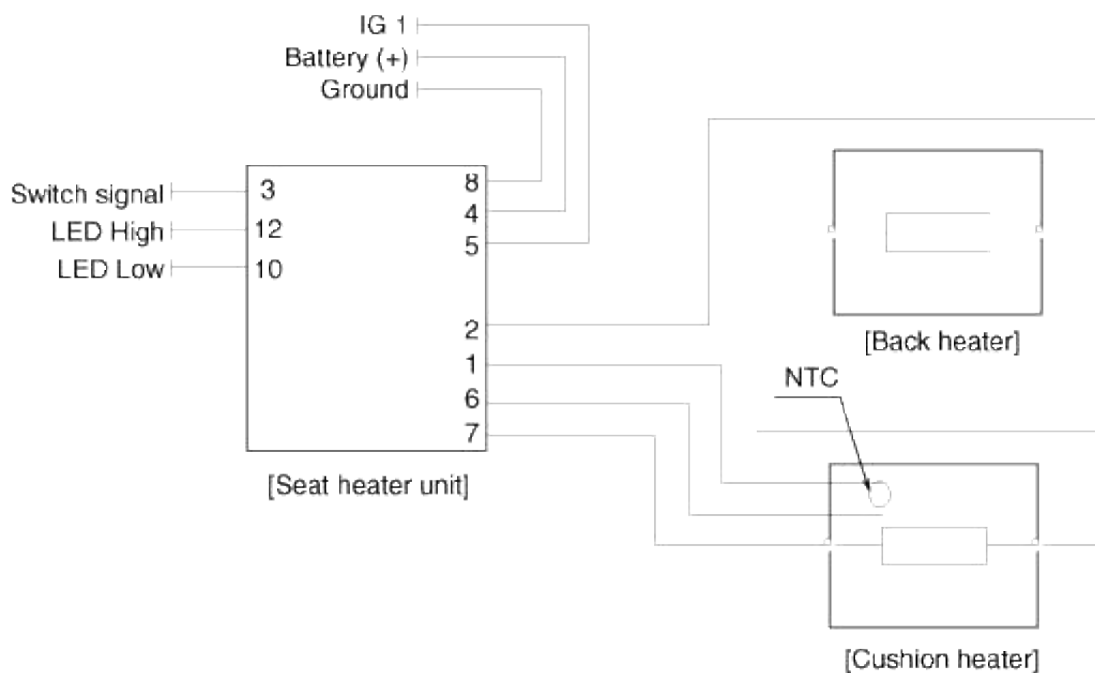 IG 1
Battery (+)
Ground
Switch signal
LED High
LED Low
3
12
10
8
4
5
2
1
6
7
[Seat heater unit]
[Back heater]
NTC
[Cushion heater]